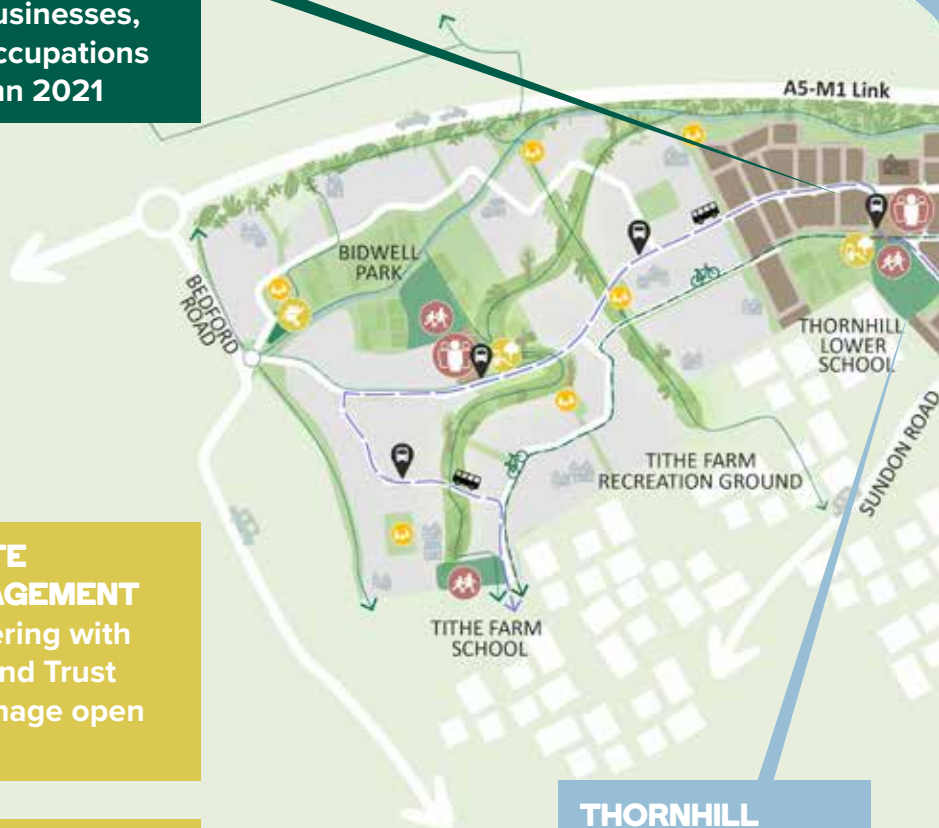 usinesses,
ccupations
an 2021
A5-M1 Link
BIDWELL
PARK
BEDFORD
ROAD
THORNHILL
LOWER
SCHOOL
SUNDON ROAD
TITHE FARM
RECREATION GROUND
TITHE FARM
SCHOOL
TE
AGEMENT
ering with
nd Trust
nage open
THORNHILL